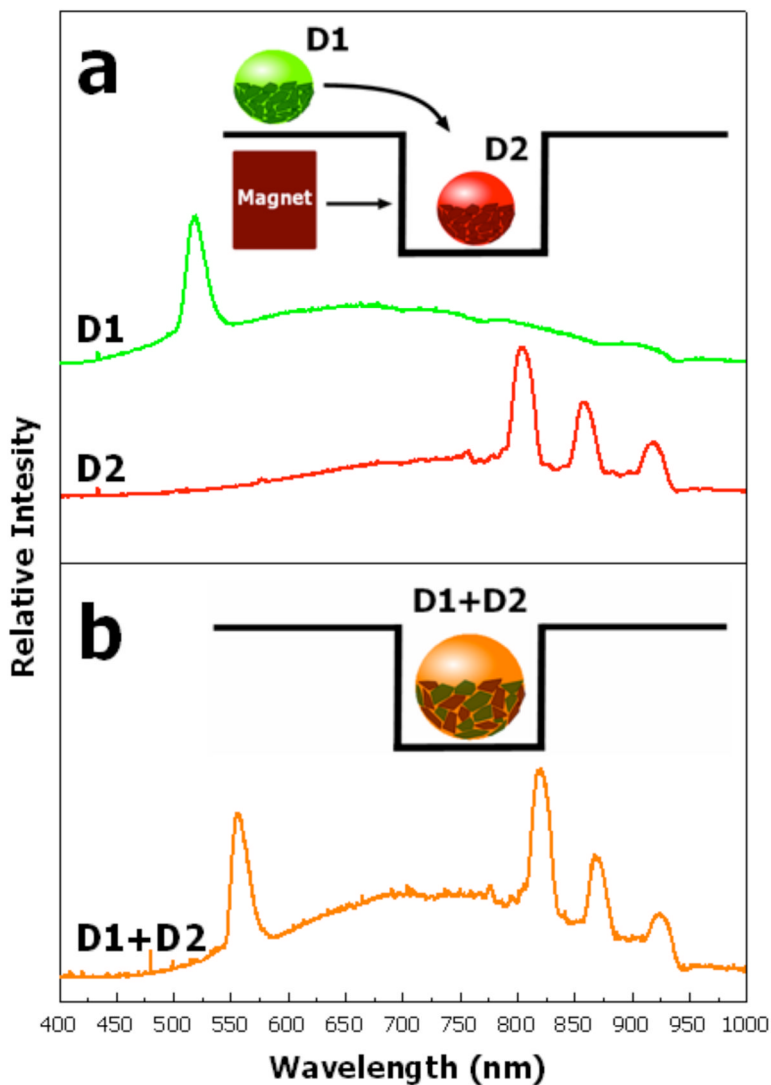 a
D1
D2
Magnet
D1
D2
Relative Intesity
b
D1+D2
D1+D2
400 450 500 550 600 650 700 750 800 850 900 950 1000
Wavelength (nm)